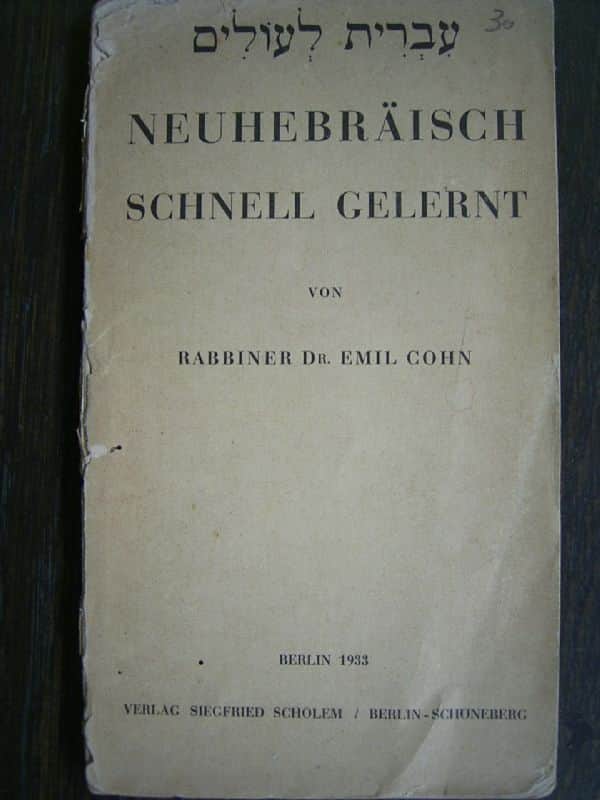 30
עִבְרִית לְעוֹלִים
NEUHEBRÄISCH
SCHNELL GELERNT
VON
RABBINER DR. EMIL COHN
BERLIN 1933
VERLAG SIEGFRIED SCHOLEM / BERLIN-SCHÖNEBERG